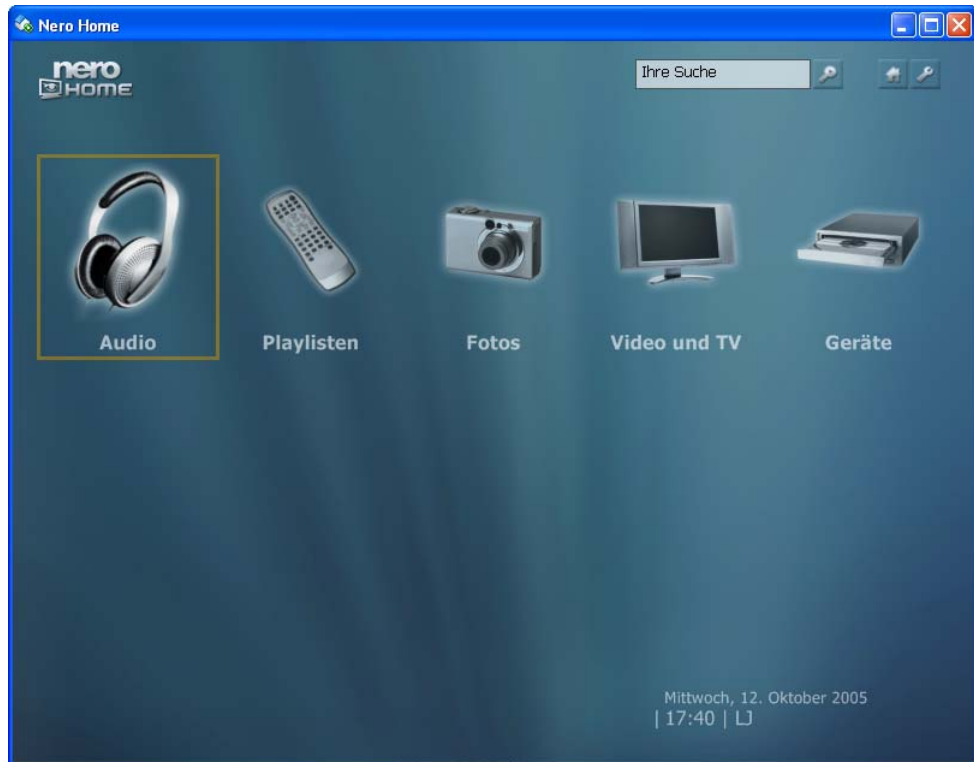 Nero Home
nero
HOME
Ihre Suche
Audio
Playlisten
Fotos
Video und TV
Geräte
Mittwoch, 12. Oktober 2005
| 17:40 |